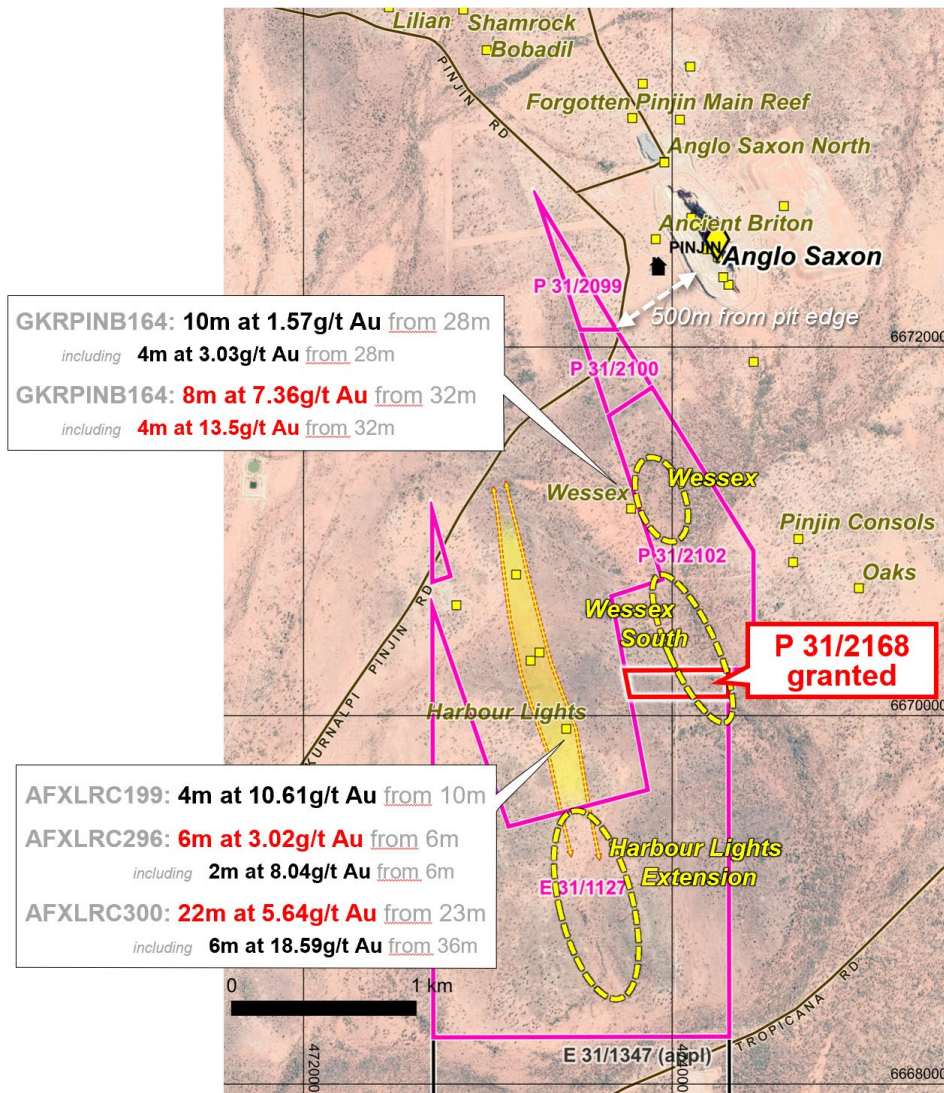 Lilian
Shamrock
Bobadil
PINJIN RD
Forgotten
Pinjin Main Reef
Anglo Saxon North
Ancient Briton
PINJIN
Anglo Saxon
P 31/2099
500m from pit edge
6672000
P 31/2100
GKRPINB164: 10m at 1.57g/t Au from 28m
including 4m at 3.03g/t Au from 28m
GKRPINB164: 8m at 7.36g/t Au from 32m
including 4m at 13.5g/t Au from 32m
Wessex
Wessex
Pinjin Consols
P 31/2102
Oaks
Wessex
South
P 31/2168
granted
KURNALPI PINJIN RD
Harbour Lights
6670000
AFXLRC199: 4m at 10.61g/t Au from 10m
AFXLRC296: 6m at 3.02g/t Au from 6m
including 2m at 8.04g/t Au from 6m
AFXLRC300: 22m at 5.64g/t Au from 23m
including 6m at 18.59g/t Au from 36m
Harbour Lights
Extension
E 31/1127
0 1 km
TROPICANA RD
E 31/1347 (appl)
472000
474000
6668000